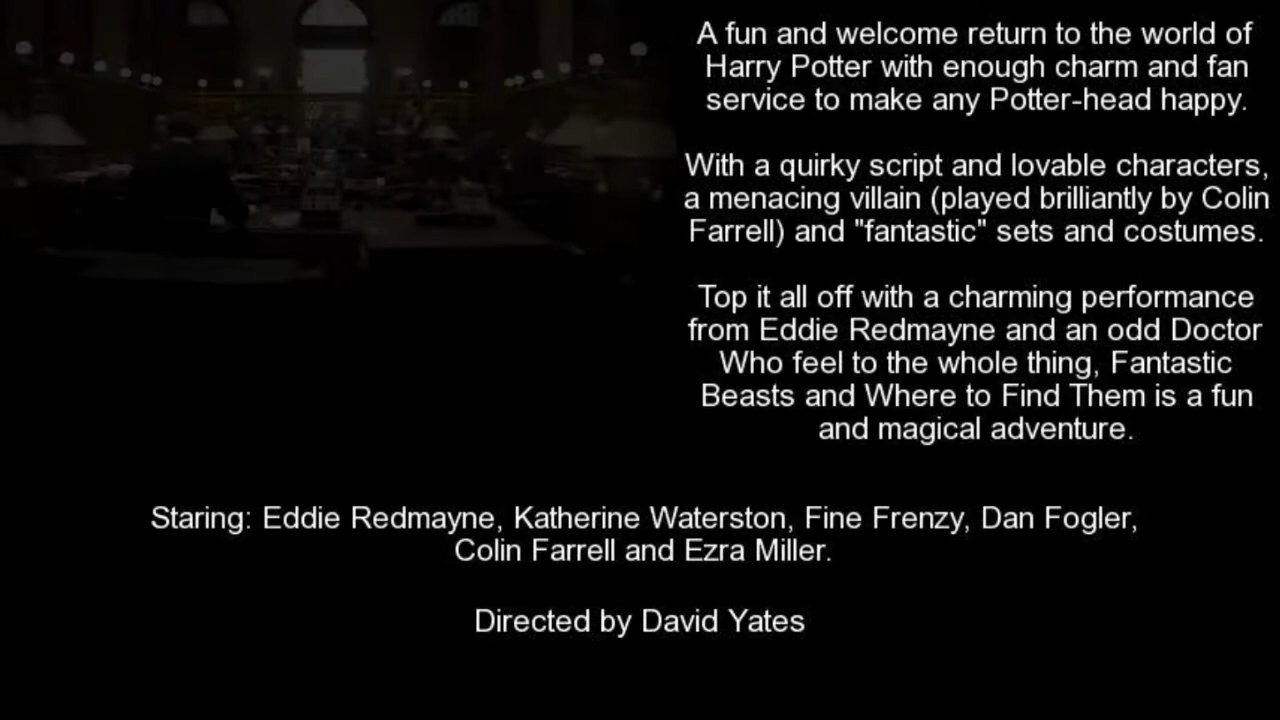 A fun and welcome return to the world of
Harry Potter with enough charm and fan
service to make any Potter-head happy.
With a quirky script and lovable characters,
a menacing villain (played brilliantly by Colin
Farrell) and "fantastic" sets and costumes.
Top it all off with a charming performance
from Eddie Redmayne and an odd Doctor
Who feel to the whole thing, Fantastic
Beasts and Where to Find Them is a fun
and magical adventure.
Staring: Eddie Redmayne, Katherine Waterston, Fine Frenzy, Dan Fogler,
Colin Farrell and Ezra Miller.
Directed by David Yates